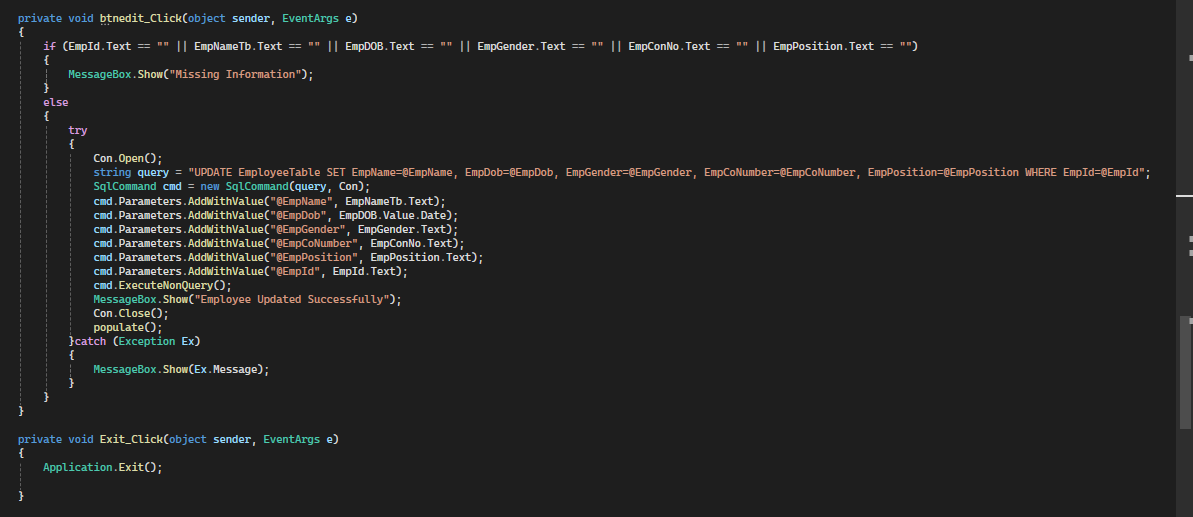 private void btnedit_Click(object sender, EventArgs e)
{
if (EmpId.Text == "" || EmpNameTb.Text == "" || EmpDOB.Text == "" || EmpGender.Text == "" || EmpConNo.Text == "" || EmpPosition.Text == "")
{
MessageBox.Show("Missing Information");
}
else
{
try
{
Con.Open();
string query = "UPDATE EmployeeTable SET EmpName=@EmpName, EmpDob=@EmpDob, EmpGender=@EmpGender, EmpCoNumber=@EmpCoNumber, EmpPosition=@EmpPosition WHERE EmpId=@EmpId";
SqlCommand cmd = new SqlCommand(query, Con);
cmd.Parameters.AddWithValue("@EmpName", EmpNameTb.Text);
cmd.Parameters.AddWithValue("@EmpDob", EmpDOB.Value.Date);
cmd.Parameters.AddWithValue("@EmpGender", EmpGender.Text);
cmd.Parameters.AddWithValue("@EmpCoNumber", EmpConNo.Text);
cmd.Parameters.AddWithValue("@EmpPosition", EmpPosition.Text);
cmd.Parameters.AddWithValue("@EmpId", EmpId.Text);
cmd.ExecuteNonQuery();
MessageBox.Show("Employee Updated Successfully");
Con.Close();
populate();
}catch (Exception Ex)
{
MessageBox.Show(Ex.Message);
}
}
}
private void Exit_Click(object sender, EventArgs e)
{
Application.Exit();
}